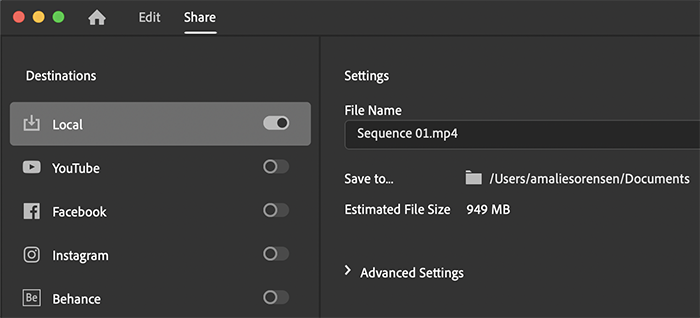 Edit Share
Destinations
Local
YouTube
Facebook
Instagram
Be Behance
Settings
File Name
Sequence 01.mp4
Save to... /Users/amaliesorensen/Documents
Estimated File Size 949 MB
Advanced Settings